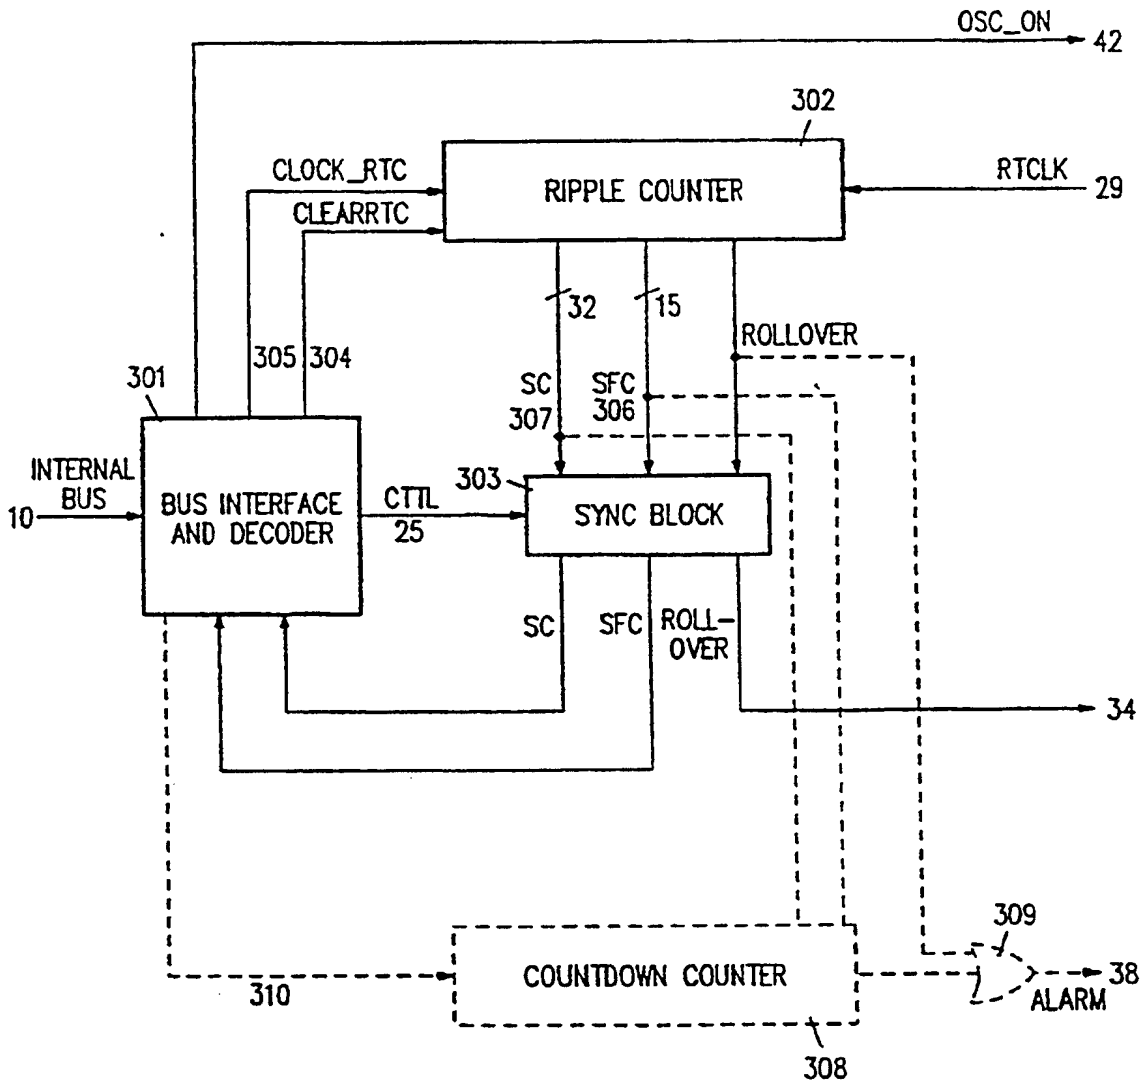 OSC_ON
42
302
CLOCK_RTC
RIPPLE COUNTER
RTCLK
29
CLEARRTC
32
15
305
304
ROLLOVER
301
SC
SFC
307
306
INTERNAL
BUS
10
BUS INTERFACE
AND DECODER
CTTL
25
303
SYNC BLOCK
SC
SFC
ROLL-
OVER
34
309
310
COUNTDOWN COUNTER
38
ALARM
308